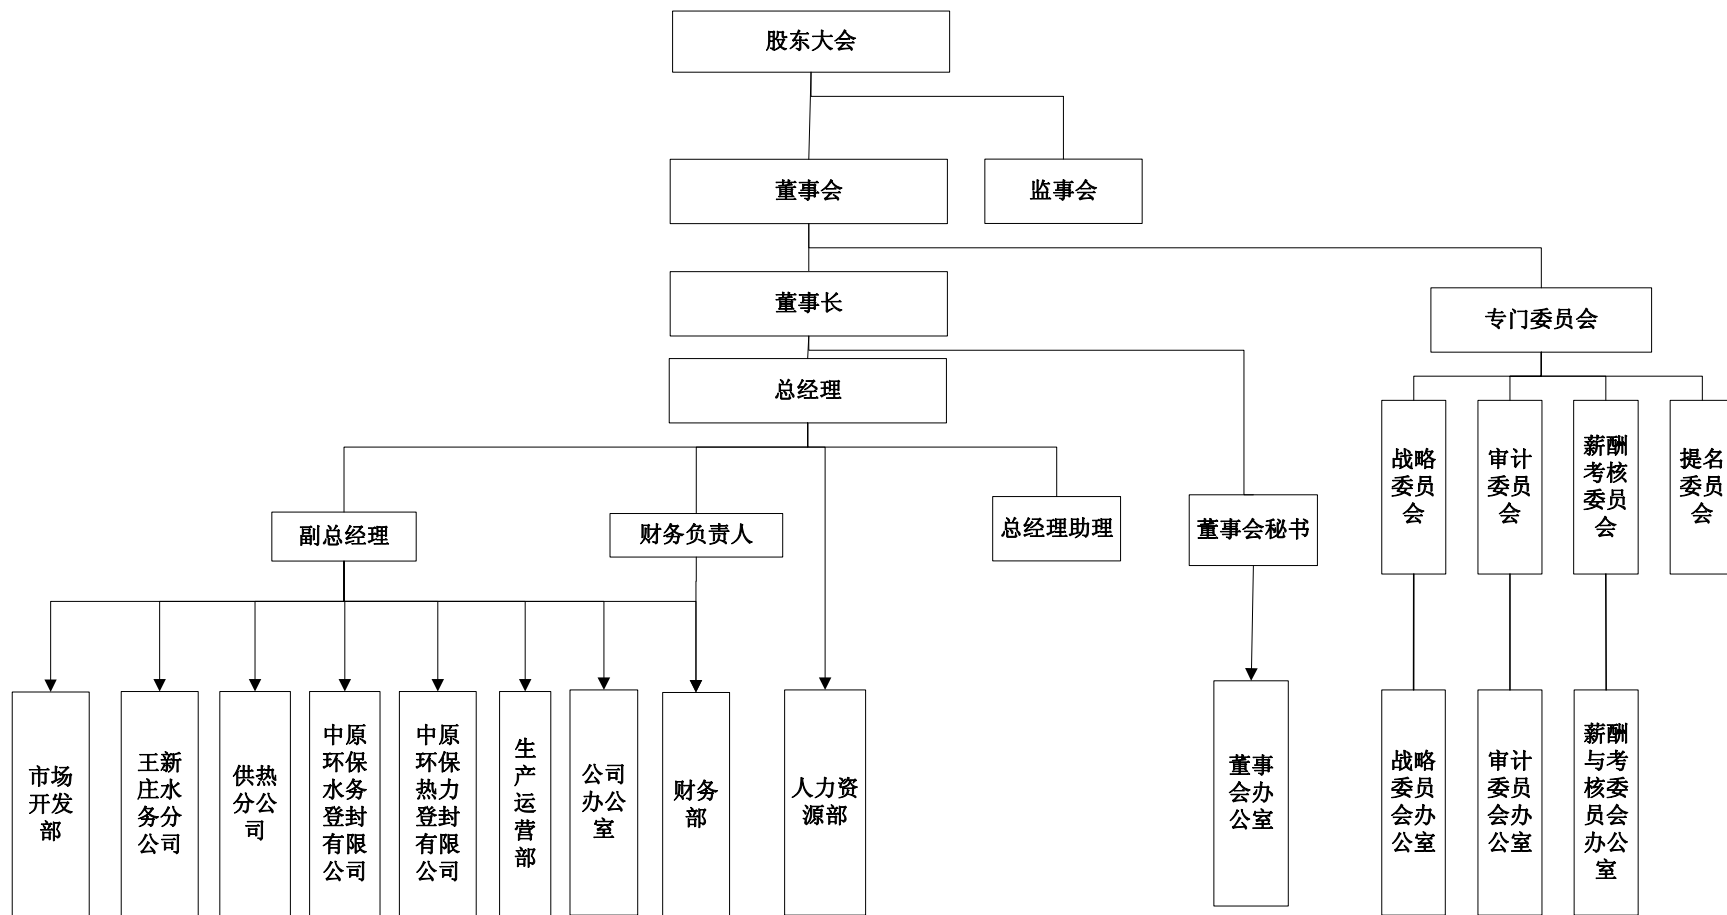 股东大会
董事会
监事会
董事长
专门委员会
总经理
战略
委员
会
审计
委员
会
薪酬
考核
委员
会
提名
委员
会
副总经理
财务负责人
总经理助理
董事会秘书
市场
开发
部
王新
庄水
务分
公司
供热
分公
司
中原
环保
水务
登封
有限
公司
中原
环保
热力
登封
有限
公司
生
产
运
营
部
公司
办公
室
财务
部
人力资
源部
董事
会办
公室
战略
委员
会办
公室
审计
委员
会办
公室
薪酬
与考
核委
员会
办公
室